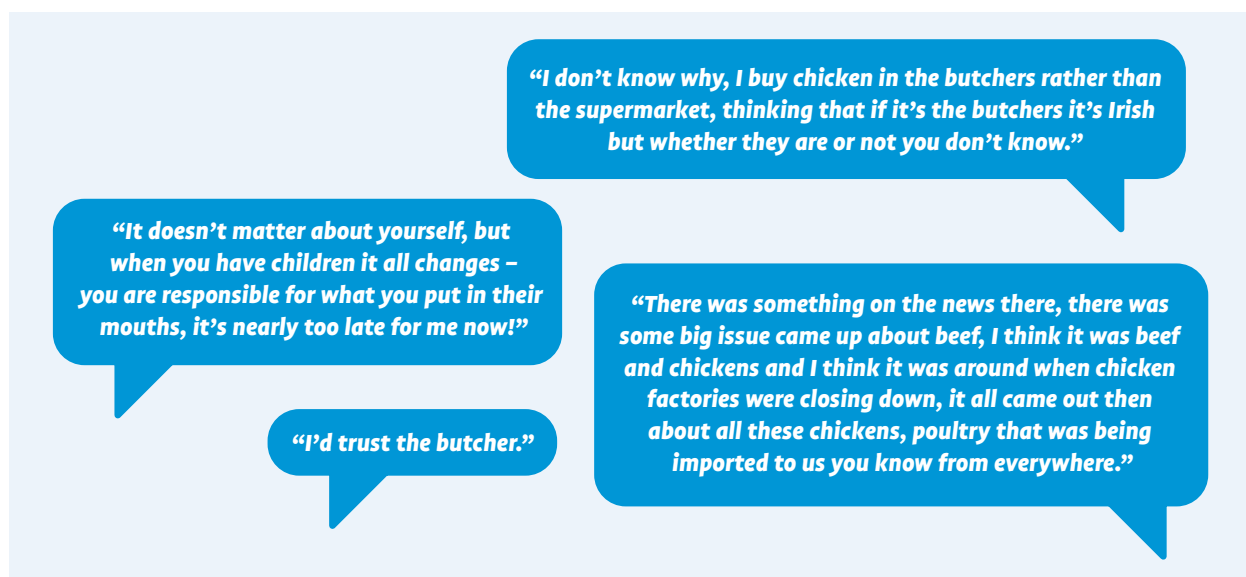 “I don’t know why, I buy chicken in the butchers rather than
the supermarket, thinking that if it’s the butchers it’s Irish
but whether they are or not you don’t know.”
“It doesn’t matter about yourself, but
when you have children it all changes –
you are responsible for what you put in their
mouths, it’s nearly too late for me now!”
“There was something on the news there, there was
some big issue came up about beef, I think it was beef
and chickens and I think it was around when chicken
factories were closing down, it all came out then
about all these chickens, poultry that was being
imported to us you know from everywhere.”
“I’d trust the butcher.”